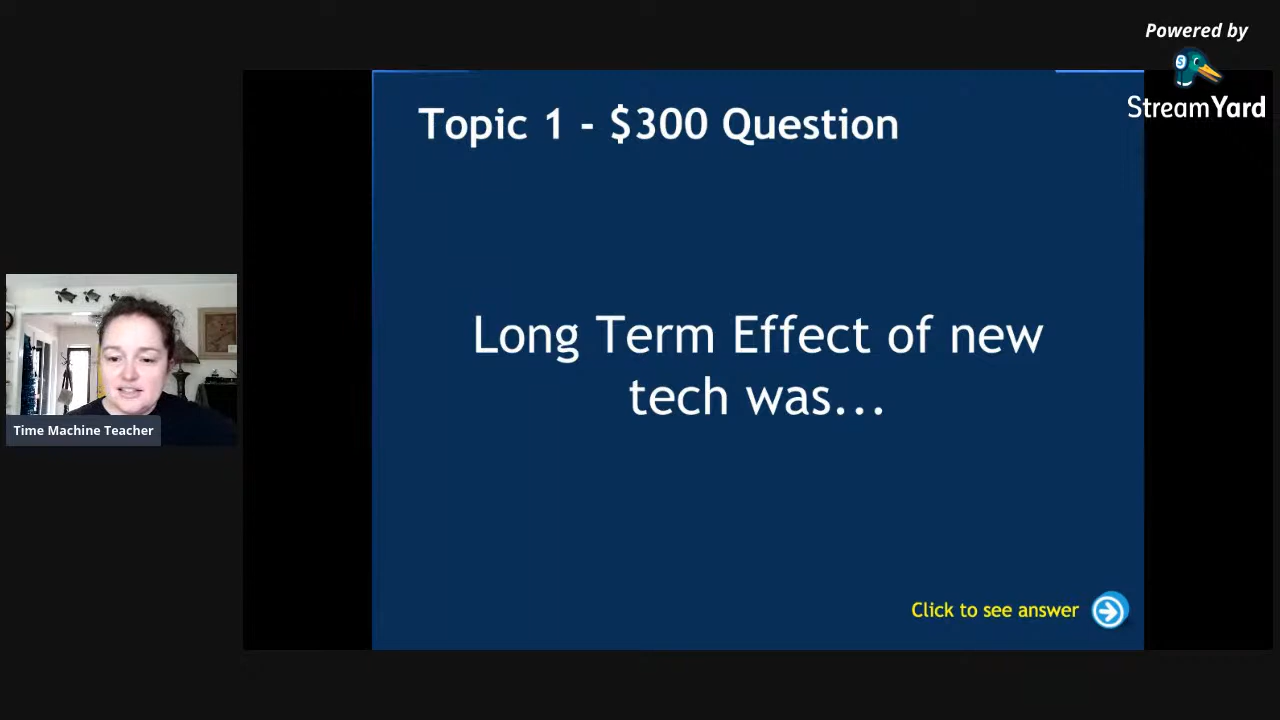 Powered by
StreamYard
Topic 1 - $300 Question
Long Term Effect of new
tech was...
Time Machine Teacher
Click to see answer